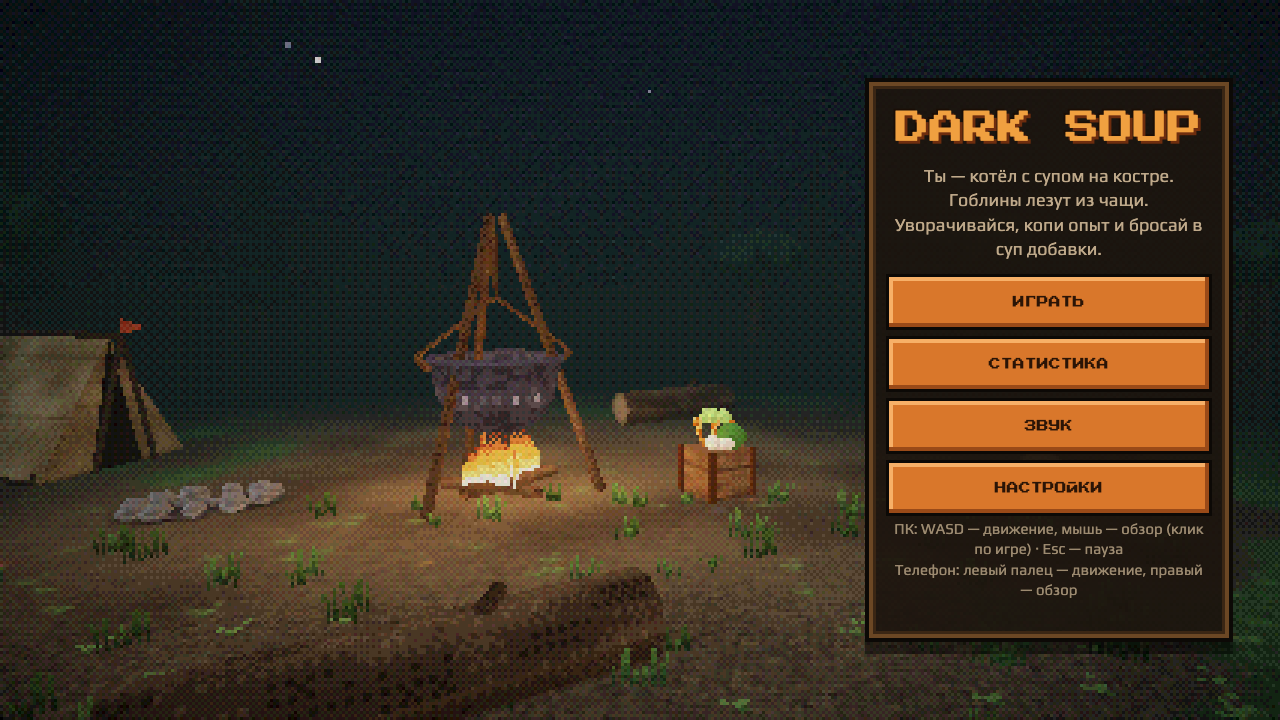 DARK SOUP
Ты — котёл с супом на костре.
Гоблины лезут из чащи.
Уворачивайся, копи опыт и бросай в
суп добавки.
ИГРАТЬ
СТАТИСТИКА
ЗВУК
НАСТРОЙКИ
ПК: WASD — движение, мышь — обзор (клик
по игре) · Esc — пауза
Телефон: левый палец — движение, правый
— обзор